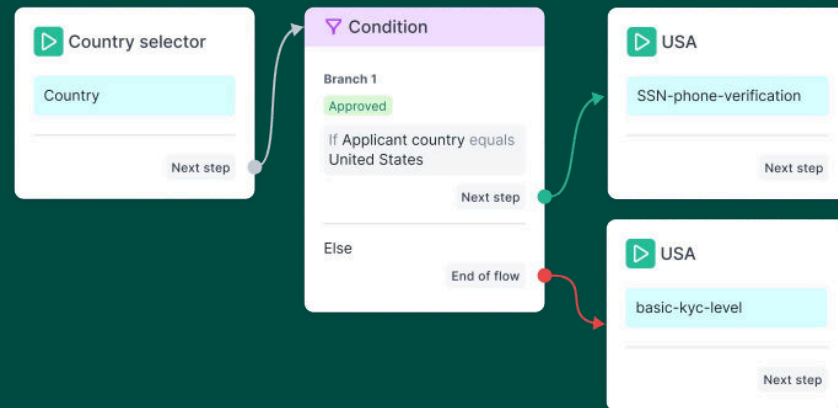 Country selector
Country
Next step
Condition
Branch 1
Approved
If Applicant country equals
United States
Next step
Else
End of flow
USA
SSN-phone-verification
Next step
USA
basic-kyc-level
Next step